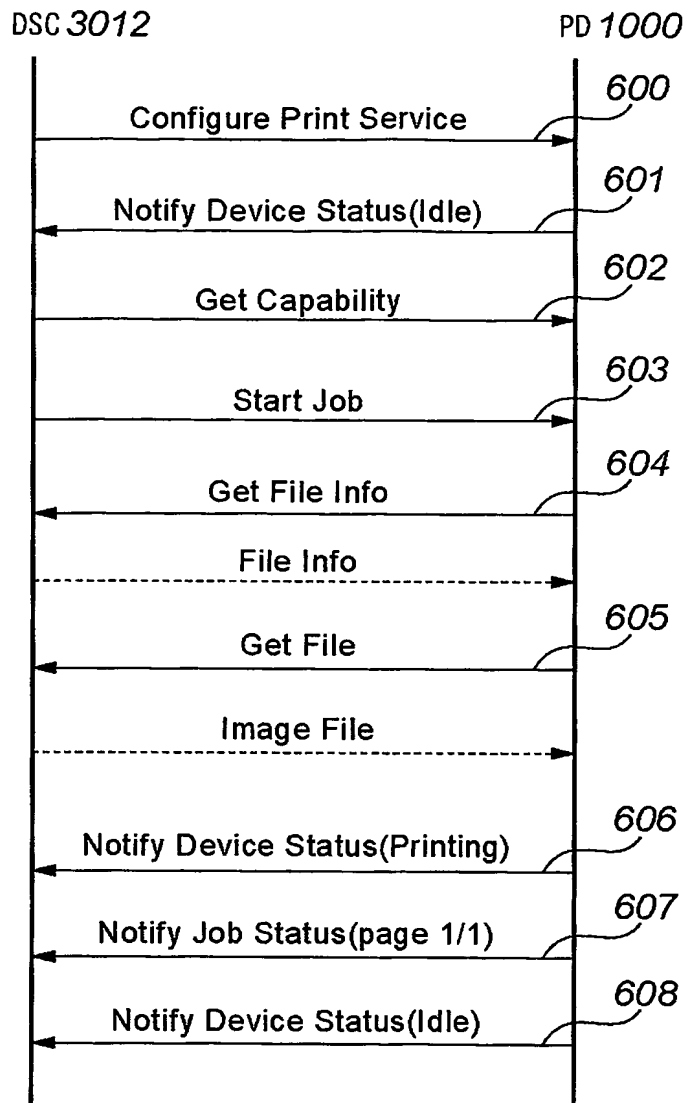 DSC 3012
PD 1000
600
Configure Print Service
601
Notify Device Status(Idle)
602
Get Capability
603
Start Job
604
Get File Info
File Info
605
Get File
Image File
606
Notify Device Status(Printing)
607
Notify Job Status(page 1/1)
608
Notify Device Status(Idle)